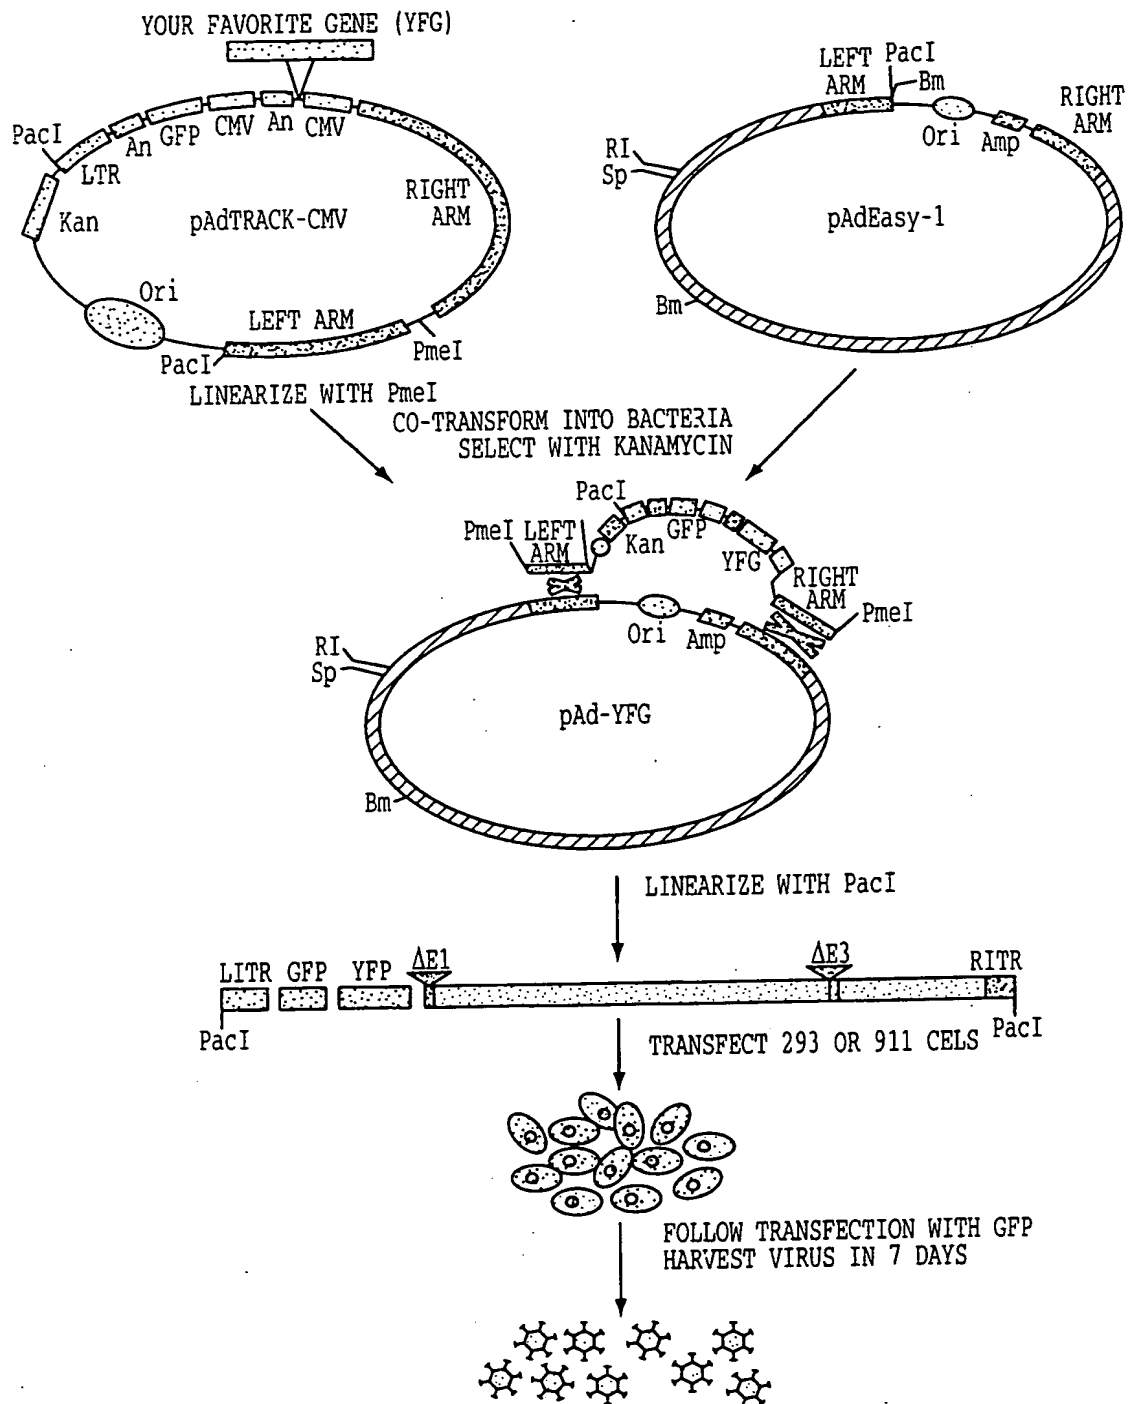 YOUR FAVORITE GENE (YFG)
PacI
LTR
An
GFP
CMV
An
CMV
Kan
pAdTRACK-CMV
RIGHT
ARM
Ori
LEFT ARM
PacI
PmeI
LINEARIZE WITH PmeI
LEFT
ARM
PacI
Bm
Ori
Amp
RIGHT
ARM
RI
Sp
pAdEasy-1
Bm
CO-TRANSFORM INTO BACTERIA
SELECT WITH KANAMYCIN
PacI
PmeI
LEFT
ARM
Kan
GFP
YFG
RIGHT
ARM
PmeI
Ori
Amp
RI
Sp
pAd-YFG
Bm
LINEARIZE WITH PacI
LITR GFP YFP ΔE1 ΔE3 RITR
PacI
PacI
TRANSFECT 293 OR 911 CELS
FOLLOW TRANSFECTION WITH GFP
HARVEST VIRUS IN 7 DAYS